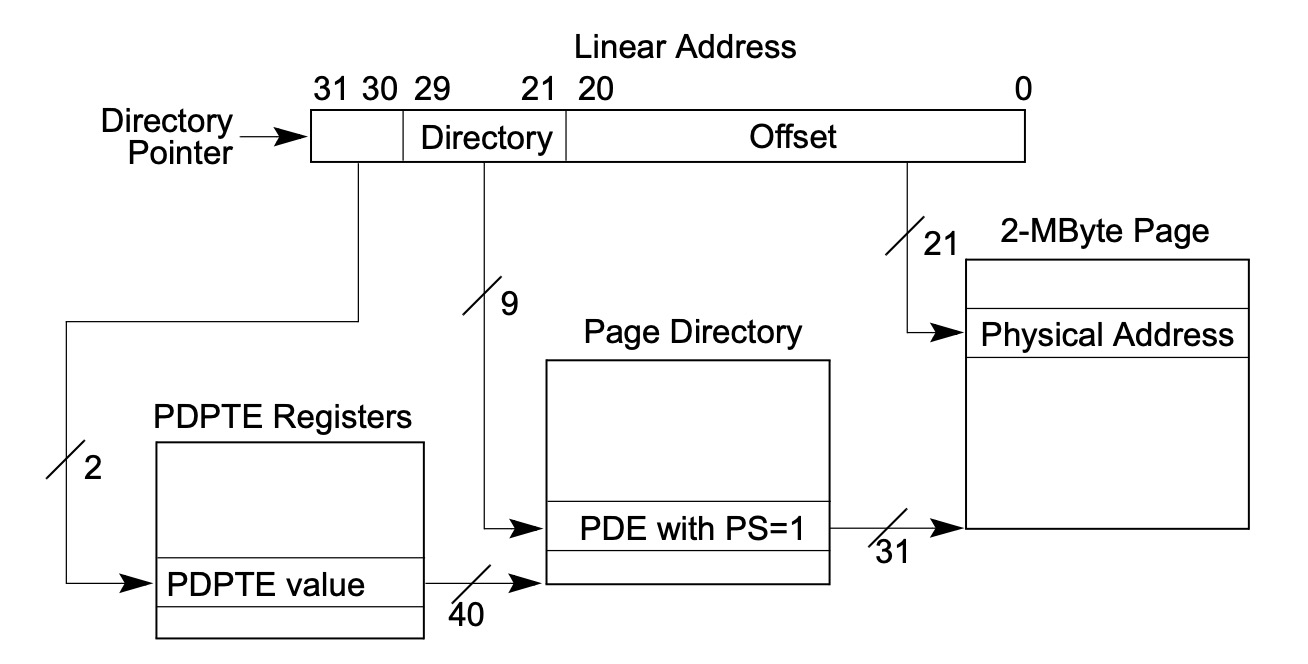 Linear Address
31 30 29 21 20 0
Directory
Pointer
Directory
Offset
21
2-MByte Page
9
Physical Address
Page Directory
PDPTE Registers
2
PDE with PS=1
31
PDPTE value
40